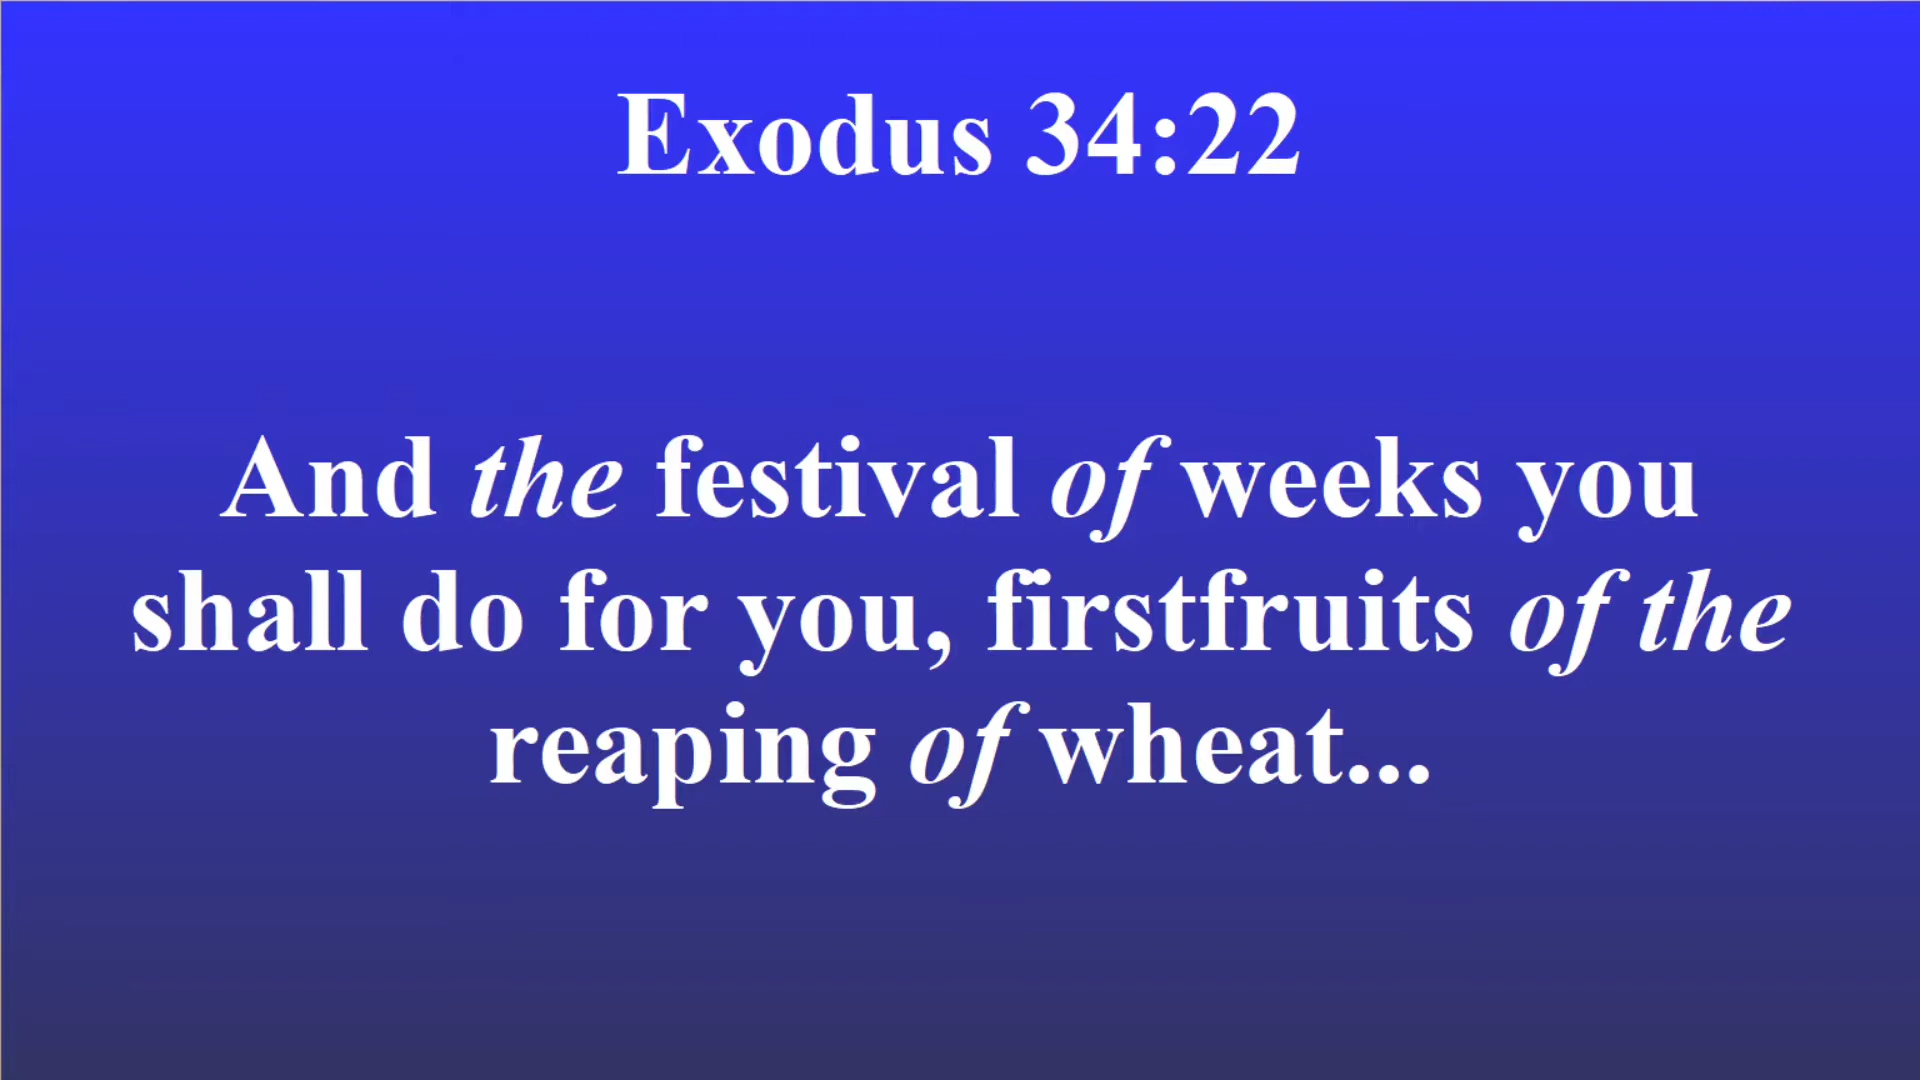 Exodus 34:22
And the festival of weeks you
shall do for you, firstfruits of the
reaping of wheat...